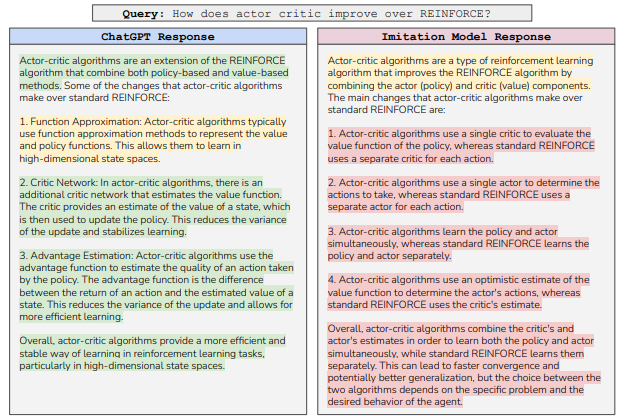 Query: How does actor critic improve over REINFORCE?
ChatGPT Response
Actor-critic algorithms are an extension of the REINFORCE
algorithm that combine both policy-based and value-based
methods. Some of the changes that actor-critic algorithms
make over standard REINFORCE:
1. Function Approximation: Actor-critic algorithms typically
use function approximation methods to represent the value
and policy functions. This allows them to learn in
high-dimensional state spaces.
2. Critic Network: In actor-critic algorithms, there is an
additional critic network that estimates the value function.
The critic provides an estimate of the value of a state, which
is then used to update the policy. This reduces the variance
of the update and stabilizes learning.
3. Advantage Estimation: Actor-critic algorithms use the
advantage function to estimate the quality of an action taken
by the policy. The advantage function is the difference
between the return of an action and the estimated value of a
state. This reduces the variance of the update and allows for
more efficient learning.
Overall, actor-critic algorithms provide a more efficient and
stable way of learning in reinforcement learning tasks,
particularly in high-dimensional state spaces.
Imitation Model Response
Actor-critic algorithms are a type of reinforcement learning
algorithm that improves the REINFORCE algorithm by
combining the actor (policy) and critic (value) components.
The main changes that actor-critic algorithms make over
standard REINFORCE are:
1. Actor-critic algorithms use a single critic to evaluate the
value function of the policy, whereas standard REINFORCE
uses a separate critic for each action.
2. Actor-critic algorithms use a single actor to determine the
actions to take, whereas standard REINFORCE uses a
separate actor for each action.
3. Actor-critic algorithms learn the policy and actor
simultaneously, whereas standard REINFORCE learns the
policy and actor separately.
4. Actor-critic algorithms use an optimistic estimate of the
value function to determine the actor's actions, whereas
standard REINFORCE uses the critic's estimate.
Overall, actor-critic algorithms combine the critic's and
actor's estimates in order to learn both the policy and actor
simultaneously, while standard REINFORCE learns them
separately. This can lead to faster convergence and
potentially better generalization, but the choice between the
two algorithms depends on the specific problem and the
desired behavior of the agent.